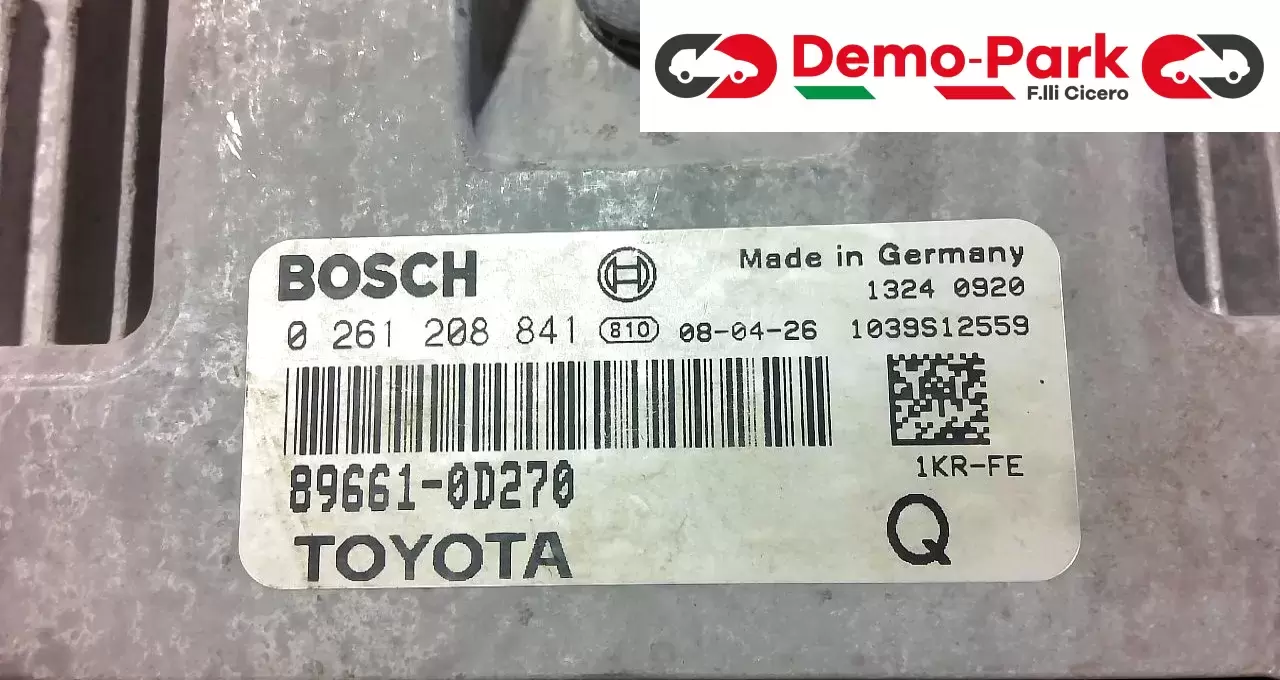 Demo-Park
F.lli Cicero
BOSCH
Made in Germany
1324 0920
0 261 208 841 810 08-04-26 1039S12559
89661-0D270
1KR-FE
TOYOTA
Q